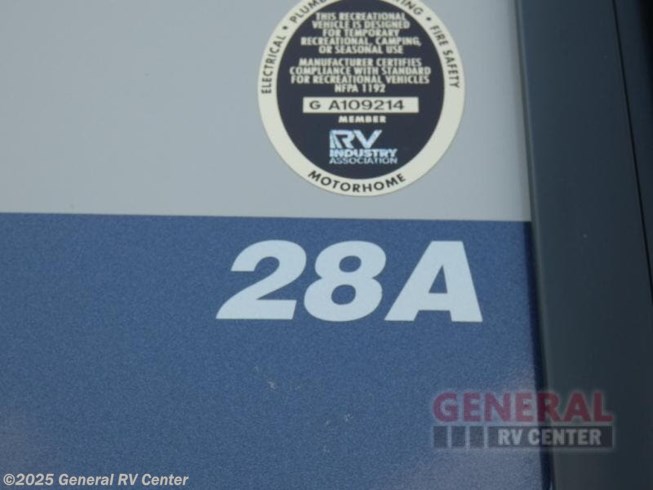 ELECTRICAL • PLUMBING • HEATING • FIRE SAFETY
THIS RECREATIONAL
VEHICLE IS DESIGNED
FOR TEMPORARY
RECREATIONAL, CAMPING,
OR SEASONAL USE
MANUFACTURER CERTIFIES
COMPLIANCE WITH STANDARD
FOR RECREATIONAL VEHICLES
NFPA 1192
G A109214
MEMBER
RV
INDUSTRY
ASSOCIATION
MOTORHOME
28A
GENERAL
RV CENTER
©2025 General RV Center